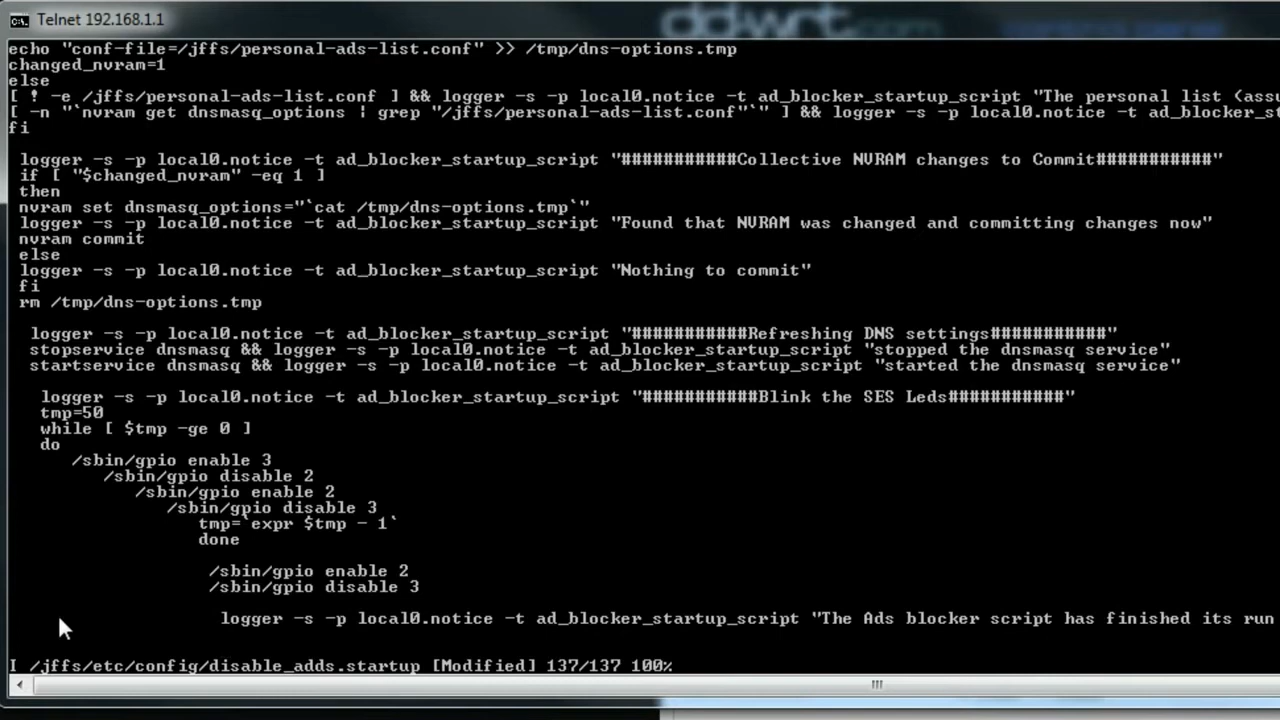 Telnet 192.168.1.1
dd-wrt.com
control panel
echo "conf-file=/jffs/personal-ads-list.conf" >> /tmp/dns-options.tmp
changed_nvram=1
else
[ ! -e /jffs/personal-ads-list.conf ] && logger -s -p local0.notice -t ad_blocker_startup_script "The personal list (assu
[ -n "`nvram get dnsmasq_options | grep "/jffs/personal-ads-list.conf"`" ] && logger -s -p local0.notice -t ad_blocker_st
fi
logger -s -p local0.notice -t ad_blocker_startup_script "###########Collective NVRAM changes to Commit###########"
if [ "$changed_nvram" -eq 1 ]
then
nvram set dnsmasq_options="`cat /tmp/dns-options.tmp`"
logger -s -p local0.notice -t ad_blocker_startup_script "Found that NVRAM was changed and committing changes now"
nvram commit
else
logger -s -p local0.notice -t ad_blocker_startup_script "Nothing to commit"
fi
rm /tmp/dns-options.tmp
logger -s -p local0.notice -t ad_blocker_startup_script "###########Refreshing DNS settings###########"
stopservice dnsmasq && logger -s -p local0.notice -t ad_blocker_startup_script "stopped the dnsmasq service"
startservice dnsmasq && logger -s -p local0.notice -t ad_blocker_startup_script "started the dnsmasq service"
logger -s -p local0.notice -t ad_blocker_startup_script "###########Blink the SES Leds###########"
tmp=50
while [ $tmp -ge 0 ]
do
/sbin/gpio enable 3
/sbin/gpio disable 2
/sbin/gpio enable 2
/sbin/gpio disable 3
tmp=`expr $tmp - 1`
done
/sbin/gpio enable 2
/sbin/gpio disable 3
logger -s -p local0.notice -t ad_blocker_startup_script "The Ads blocker script has finished its run
I /jffs/etc/config/disable_adds.startup [Modified] 137/137 100%